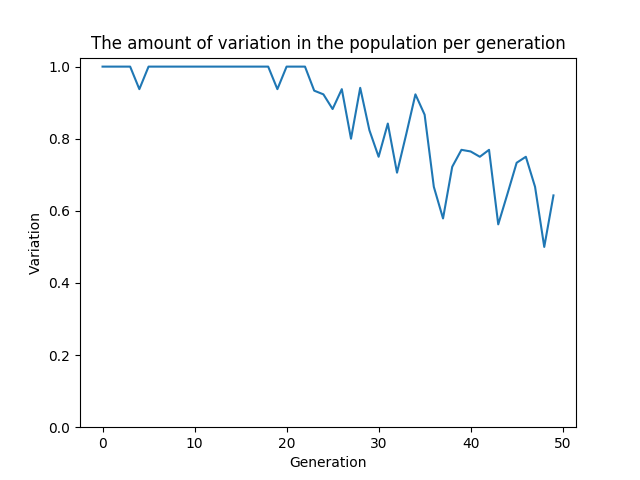 The amount of variation in the population per generation
1.0
0.8
0.6
0.4
0.2
0.0
Variation
0 10 20 30 40 50
Generation